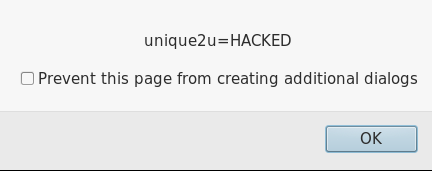 unique2u=HACKED
Prevent this page from creating additional dialogs
OK